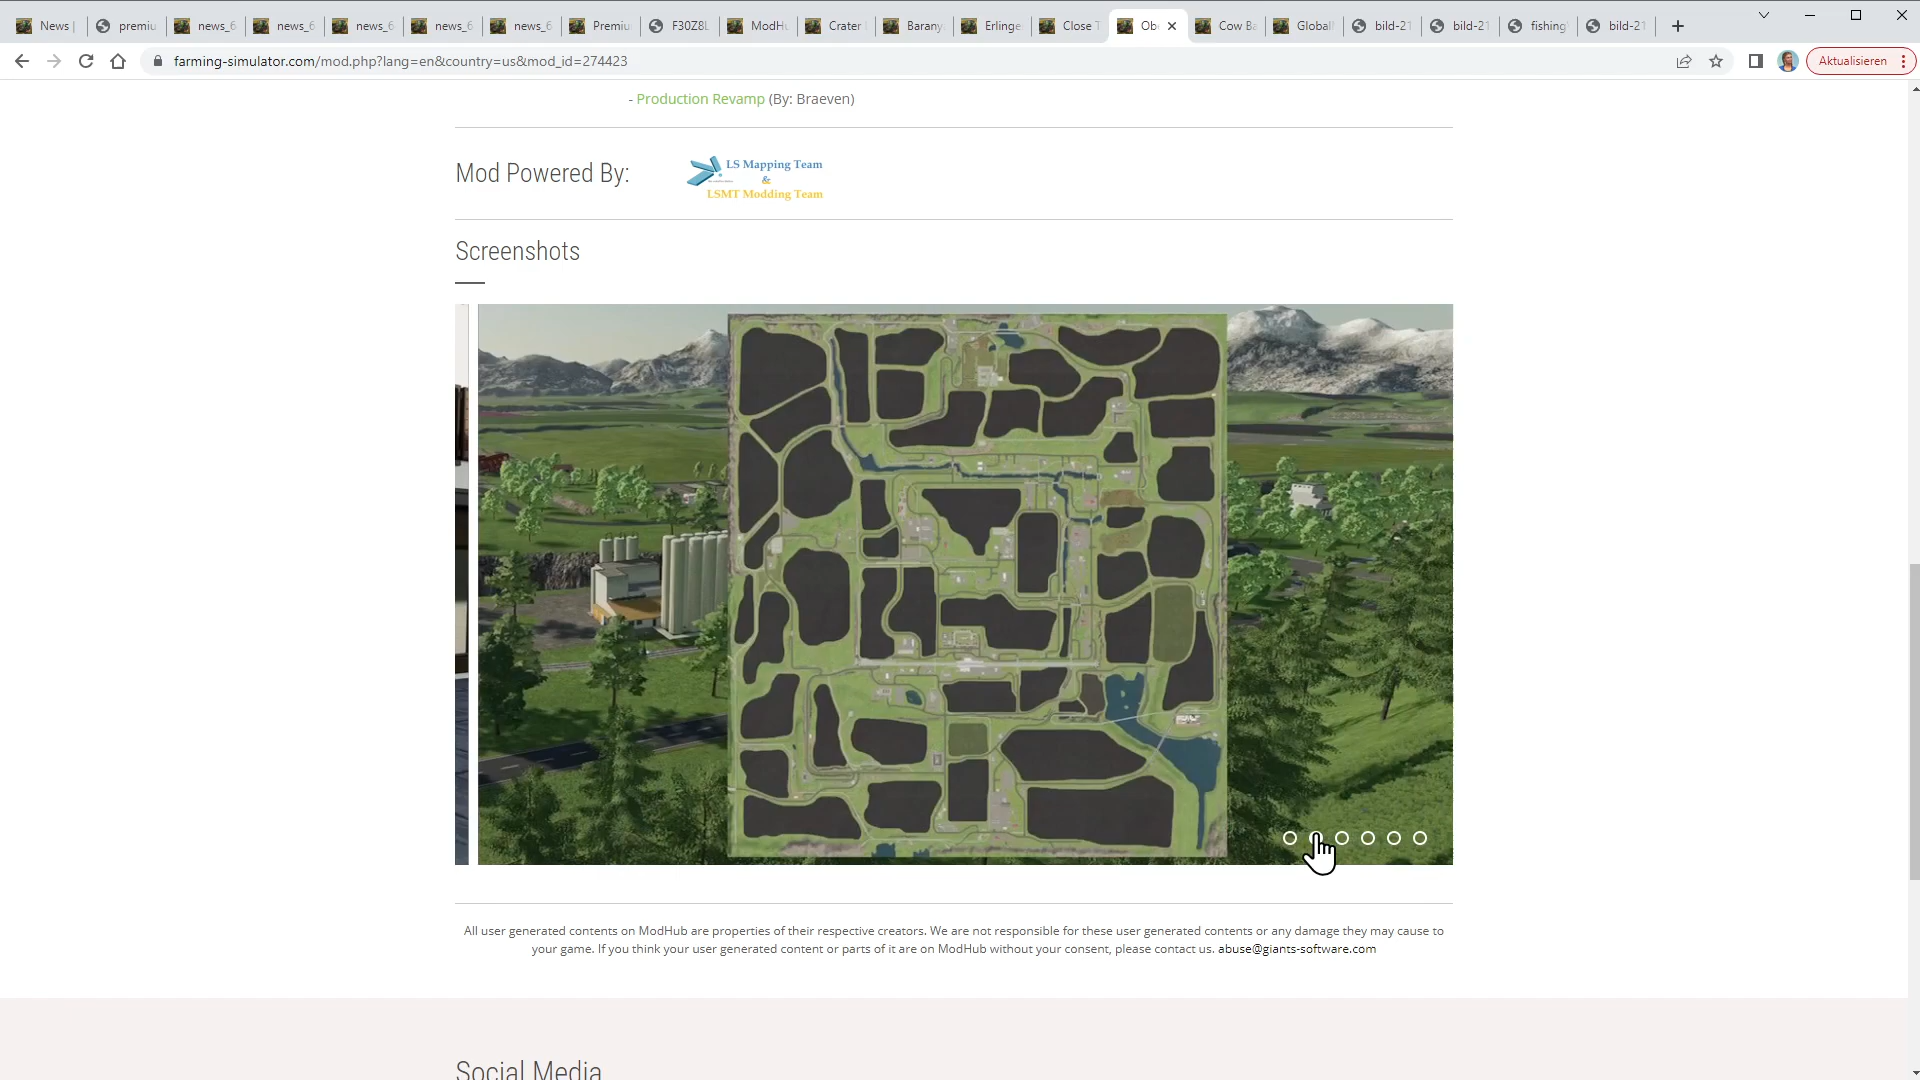 News |
premiu
news_6
news_6
news_6
news_6
news_6
Premiu
F30Z8L
ModHu
Crater
Barany
Erlinge
Close T
Obe
Cow Ba
Global
bild-21
bild-21
fishing
bild-21
farming-simulator.com/mod.php?lang=en&country=us&mod_id=274423
Aktualisieren
- Production Revamp (By: Braeven)
Mod Powered By:
LS Mapping Team
&
LSMT Modding Team
Screenshots
All user generated contents on ModHub are properties of their respective creators. We are not responsible for these user generated contents or any damage they may cause to
your game. If you think your user generated content or parts of it are on ModHub without your consent, please contact us. abuse@giants-software.com
Social Media